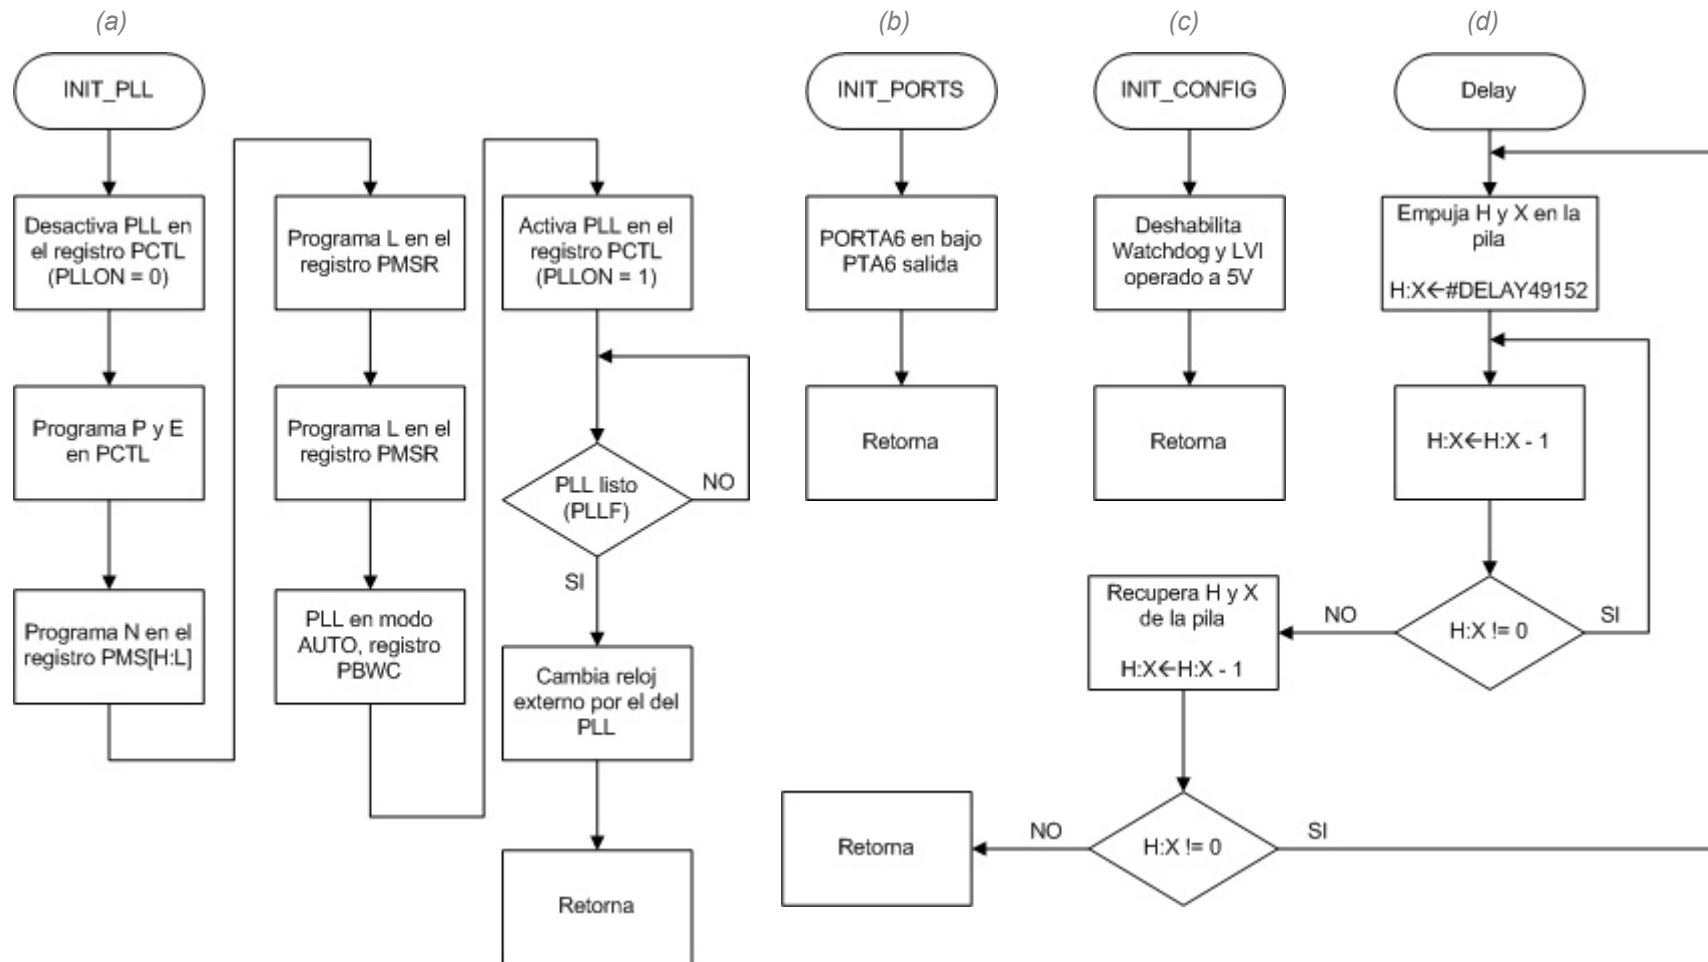 (a)
(b)
(c)
(d)
INIT_PLL
Desactiva PLL en
el registro PCTL
(PLLON = 0)
Programa P y E
en PCTL
Programa N en el
registro PMS[H:L]
Programa L en el
registro PMSR
Programa L en el
registro PMSR
PLL en modo
AUTO, registro
PBWC
Activa PLL en el
registro PCTL
(PLLON = 1)
PLL listo
(PLLF)
NO
SI
Cambia reloj
externo por el del
PLL
Retorna
INIT_PORTS
PORTA6 en bajo
PTA6 salida
Retorna
INIT_CONFIG
Deshabilita
Watchdog y LVI
operado a 5V
Retorna
Delay
Empuja H y X en la
pila
H:X←#DELAY49152
H:X←H:X - 1
H:X != 0
SI
NO
Recupera H y X
de la pila
H:X←H:X - 1
H:X != 0
SI
NO
Retorna